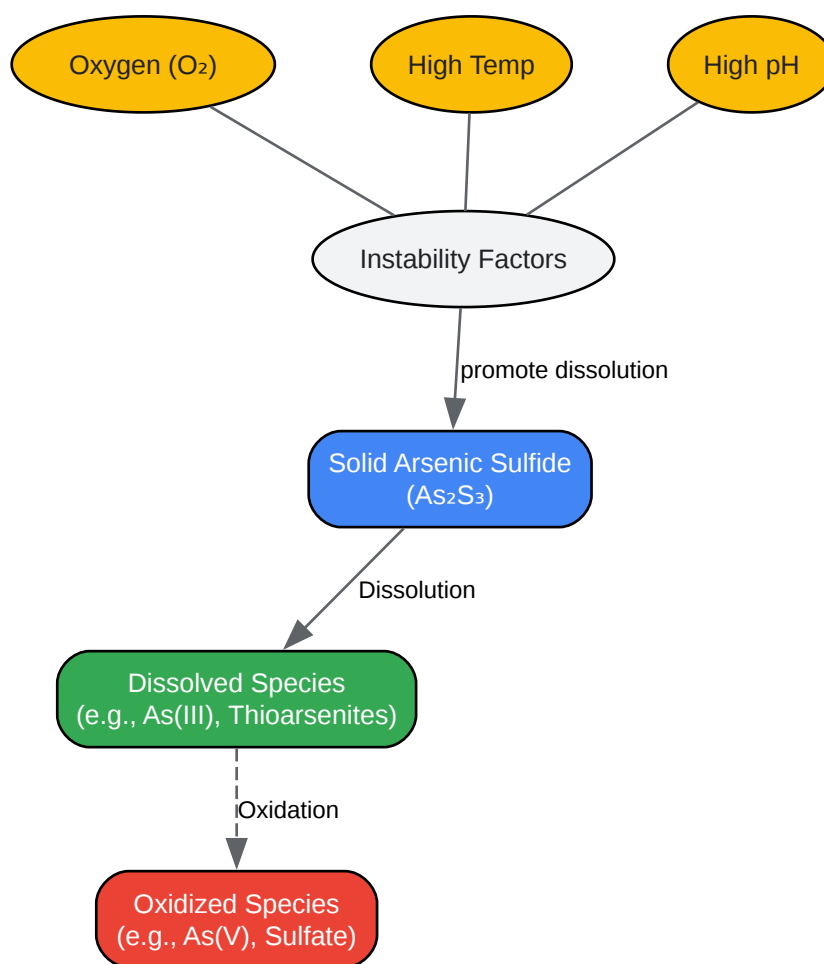 Oxygen (O₂)
High Temp
High pH
Instability Factors
promote dissolution
Solid Arsenic Sulfide
(As₂S₃)
Dissolution
Dissolved Species
(e.g., As(III), Thioarsenites)
Oxidation
Oxidized Species
(e.g., As(V), Sulfate)